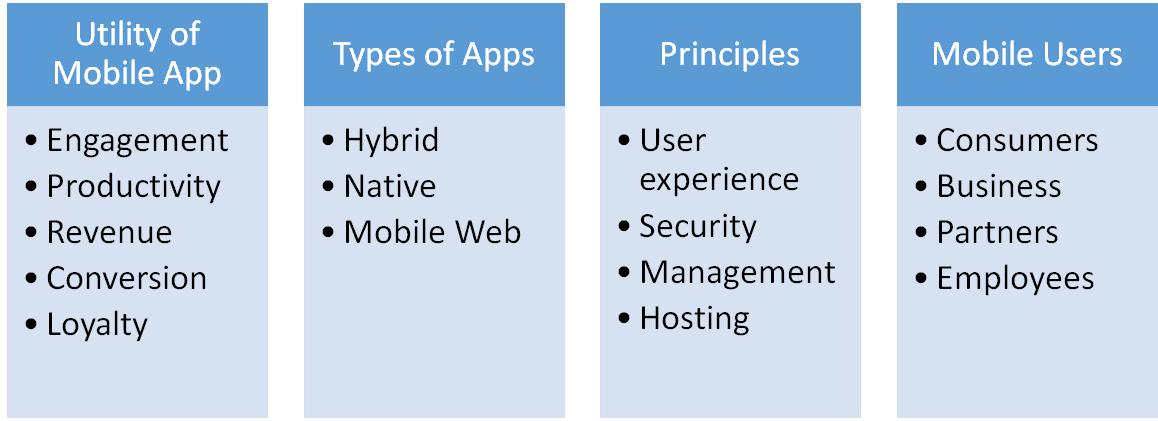 Utility of
Mobile App
• Engagement
• Productivity
• Revenue
• Conversion
• Loyalty
Types of Apps
• Hybrid
• Native
• Mobile Web
Principles
• User
experience
• Security
• Management
• Hosting
Mobile Users
• Consumers
• Business
• Partners
• Employees